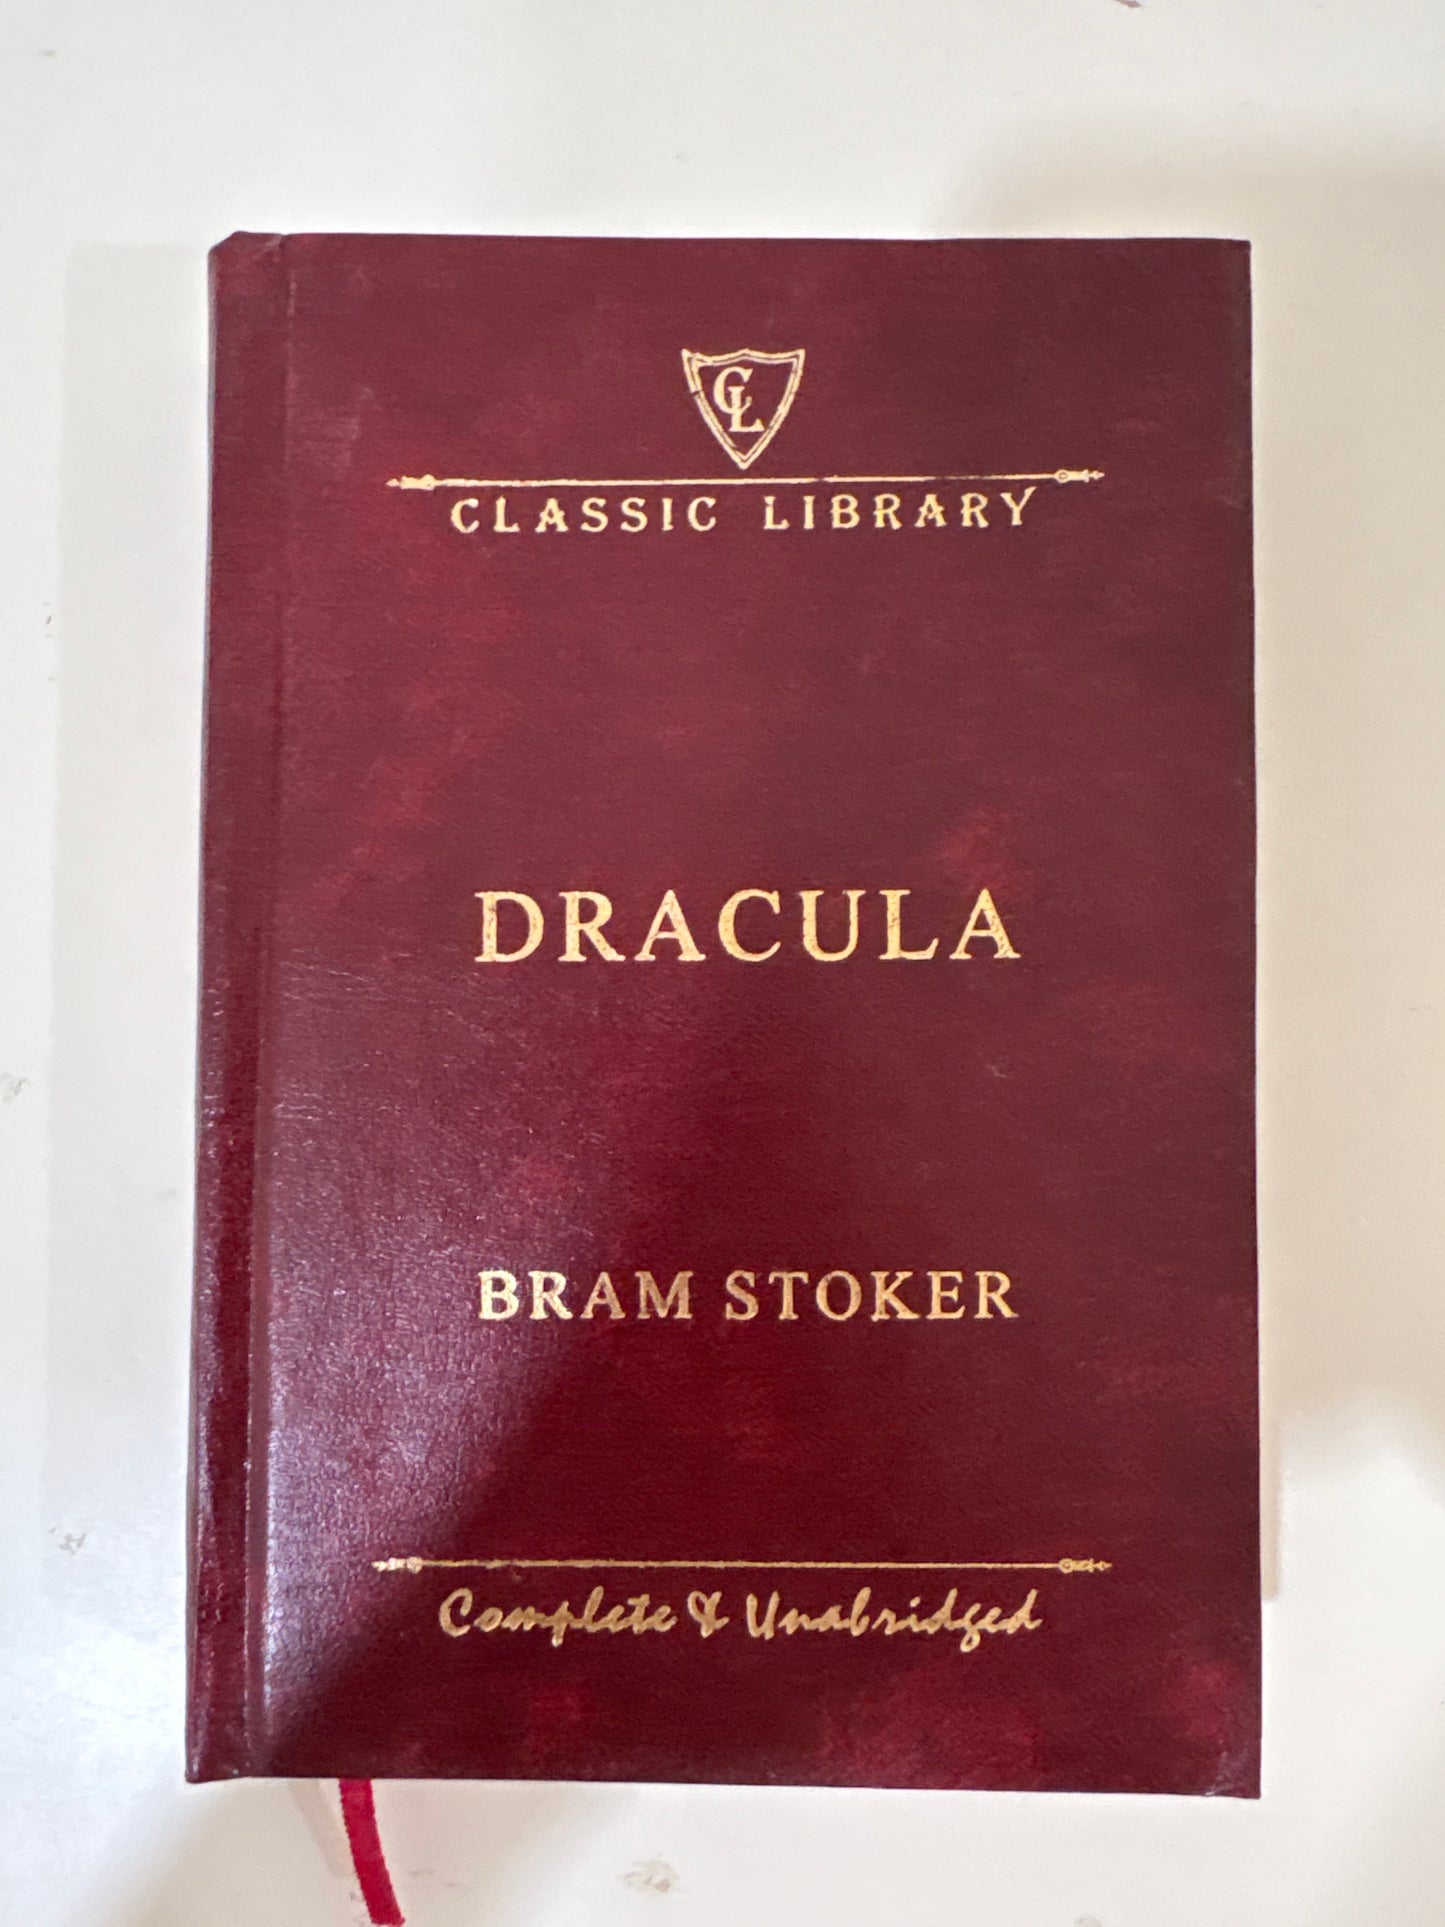 CL
CLASSIC LIBRARY
DRACULA
BRAM STOKER
Complete & Unabridged